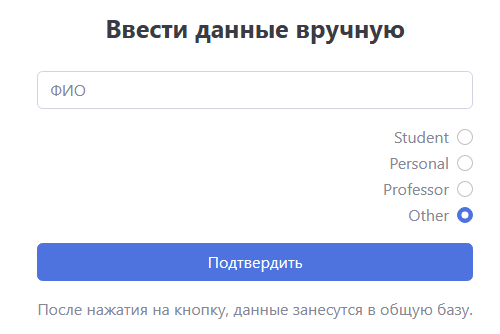 Ввести данные вручную
ФИО
Student
Personal
Professor
Other
Подтвердить
После нажатия на кнопку, данные занесутся в общую базу.